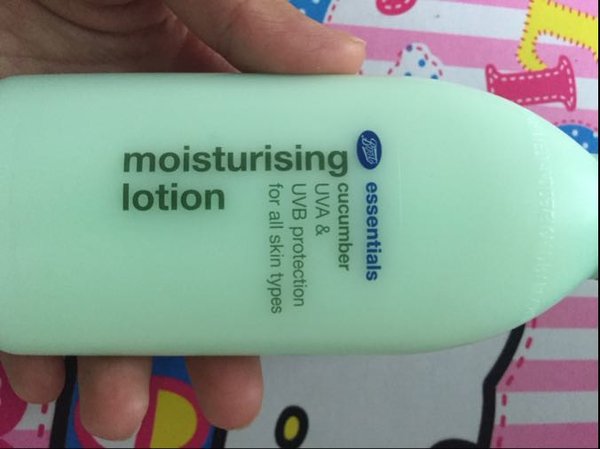 Boots
essentials
cucumber
moisturising
lotion
UVA &
UVB protection
for all skin types